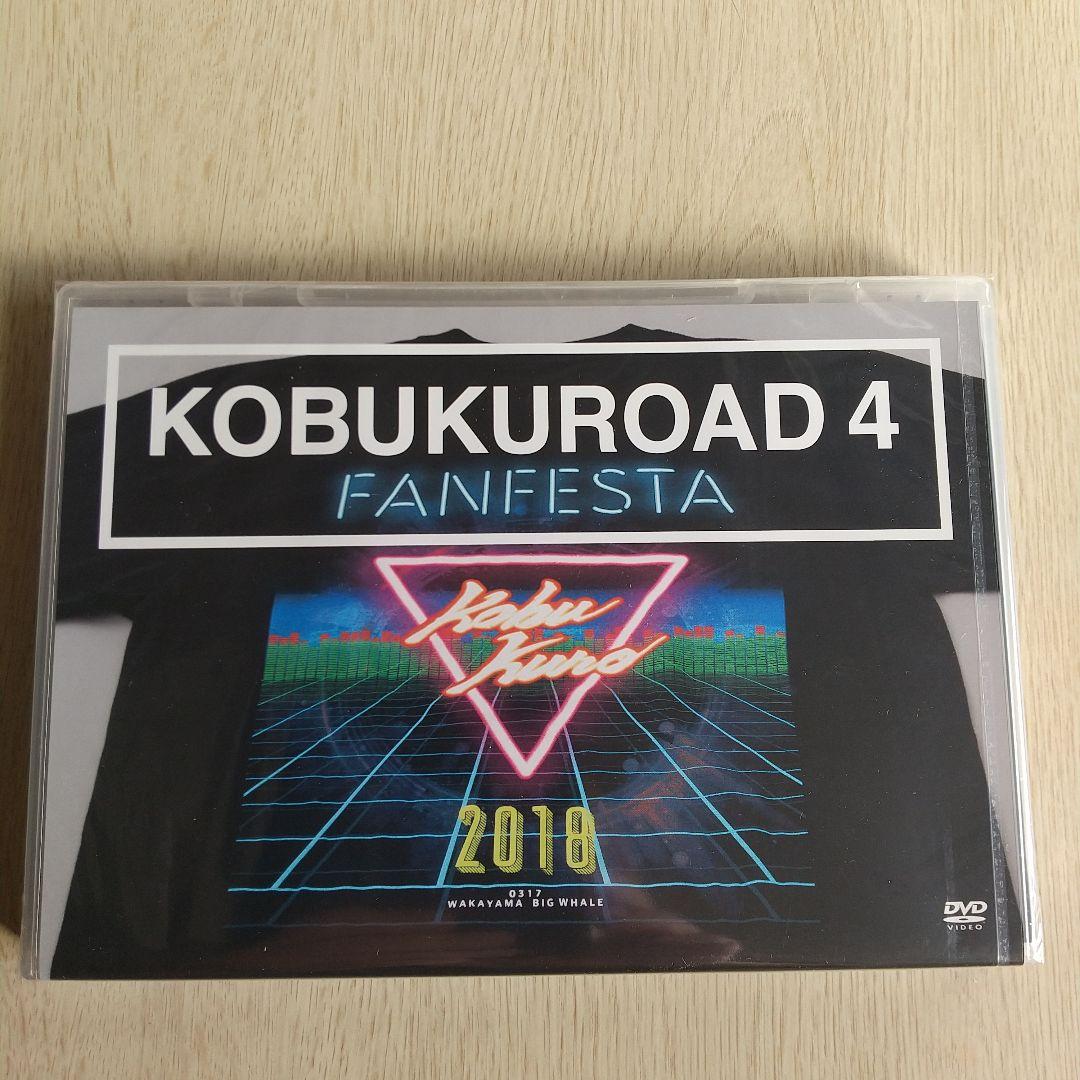 KOBUKUROAD 4
FANFESTA
Kobu
Kuro
2018
0317
WAKAYAMA BIG WHALE
DVD
VIDEO